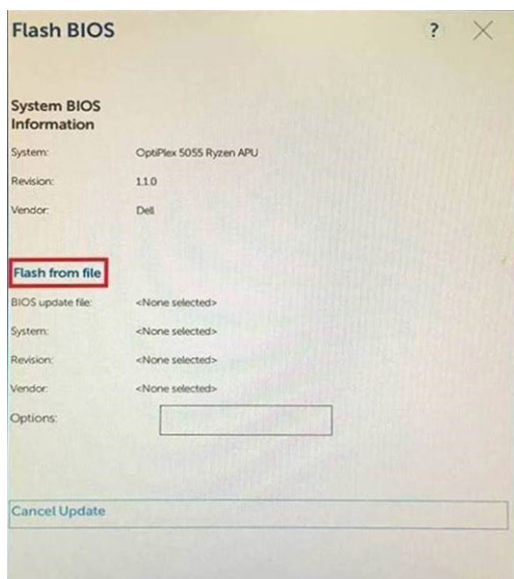 Flash BIOS
?
System BIOS
Information
System: OptiPlex 5055 Ryzen APU
Revision: 1.1.0
Vendor: Dell
Flash from file
BIOS update file: <None selected>
System: <None selected>
Revision: <None selected>
Vendor: <None selected>
Options:
Cancel Update